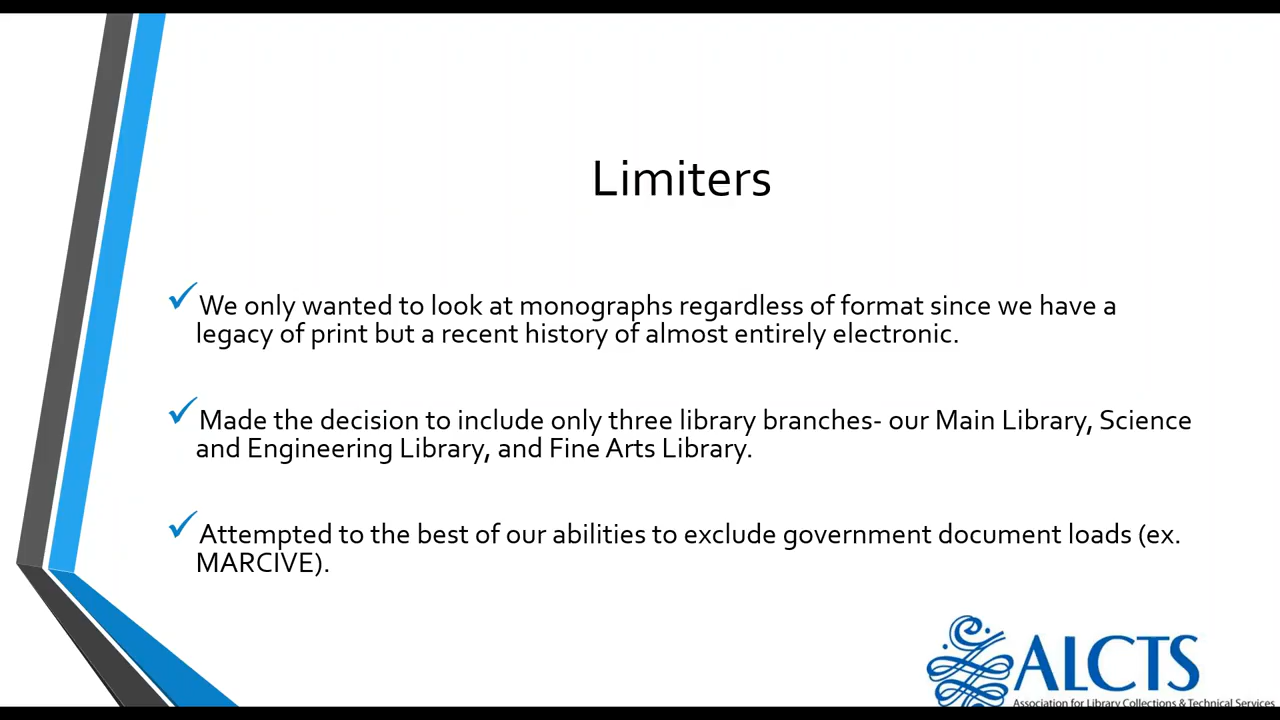 Limiters
We only wanted to look at monographs regardless of format since we have a
legacy of print but a recent history of almost entirely electronic.
Made the decision to include only three library branches- our Main Library, Science
and Engineering Library, and Fine Arts Library.
Attempted to the best of our abilities to exclude government document loads (ex.
MARCIVE).
ALCTS
Association for Library Collections & Technical Services